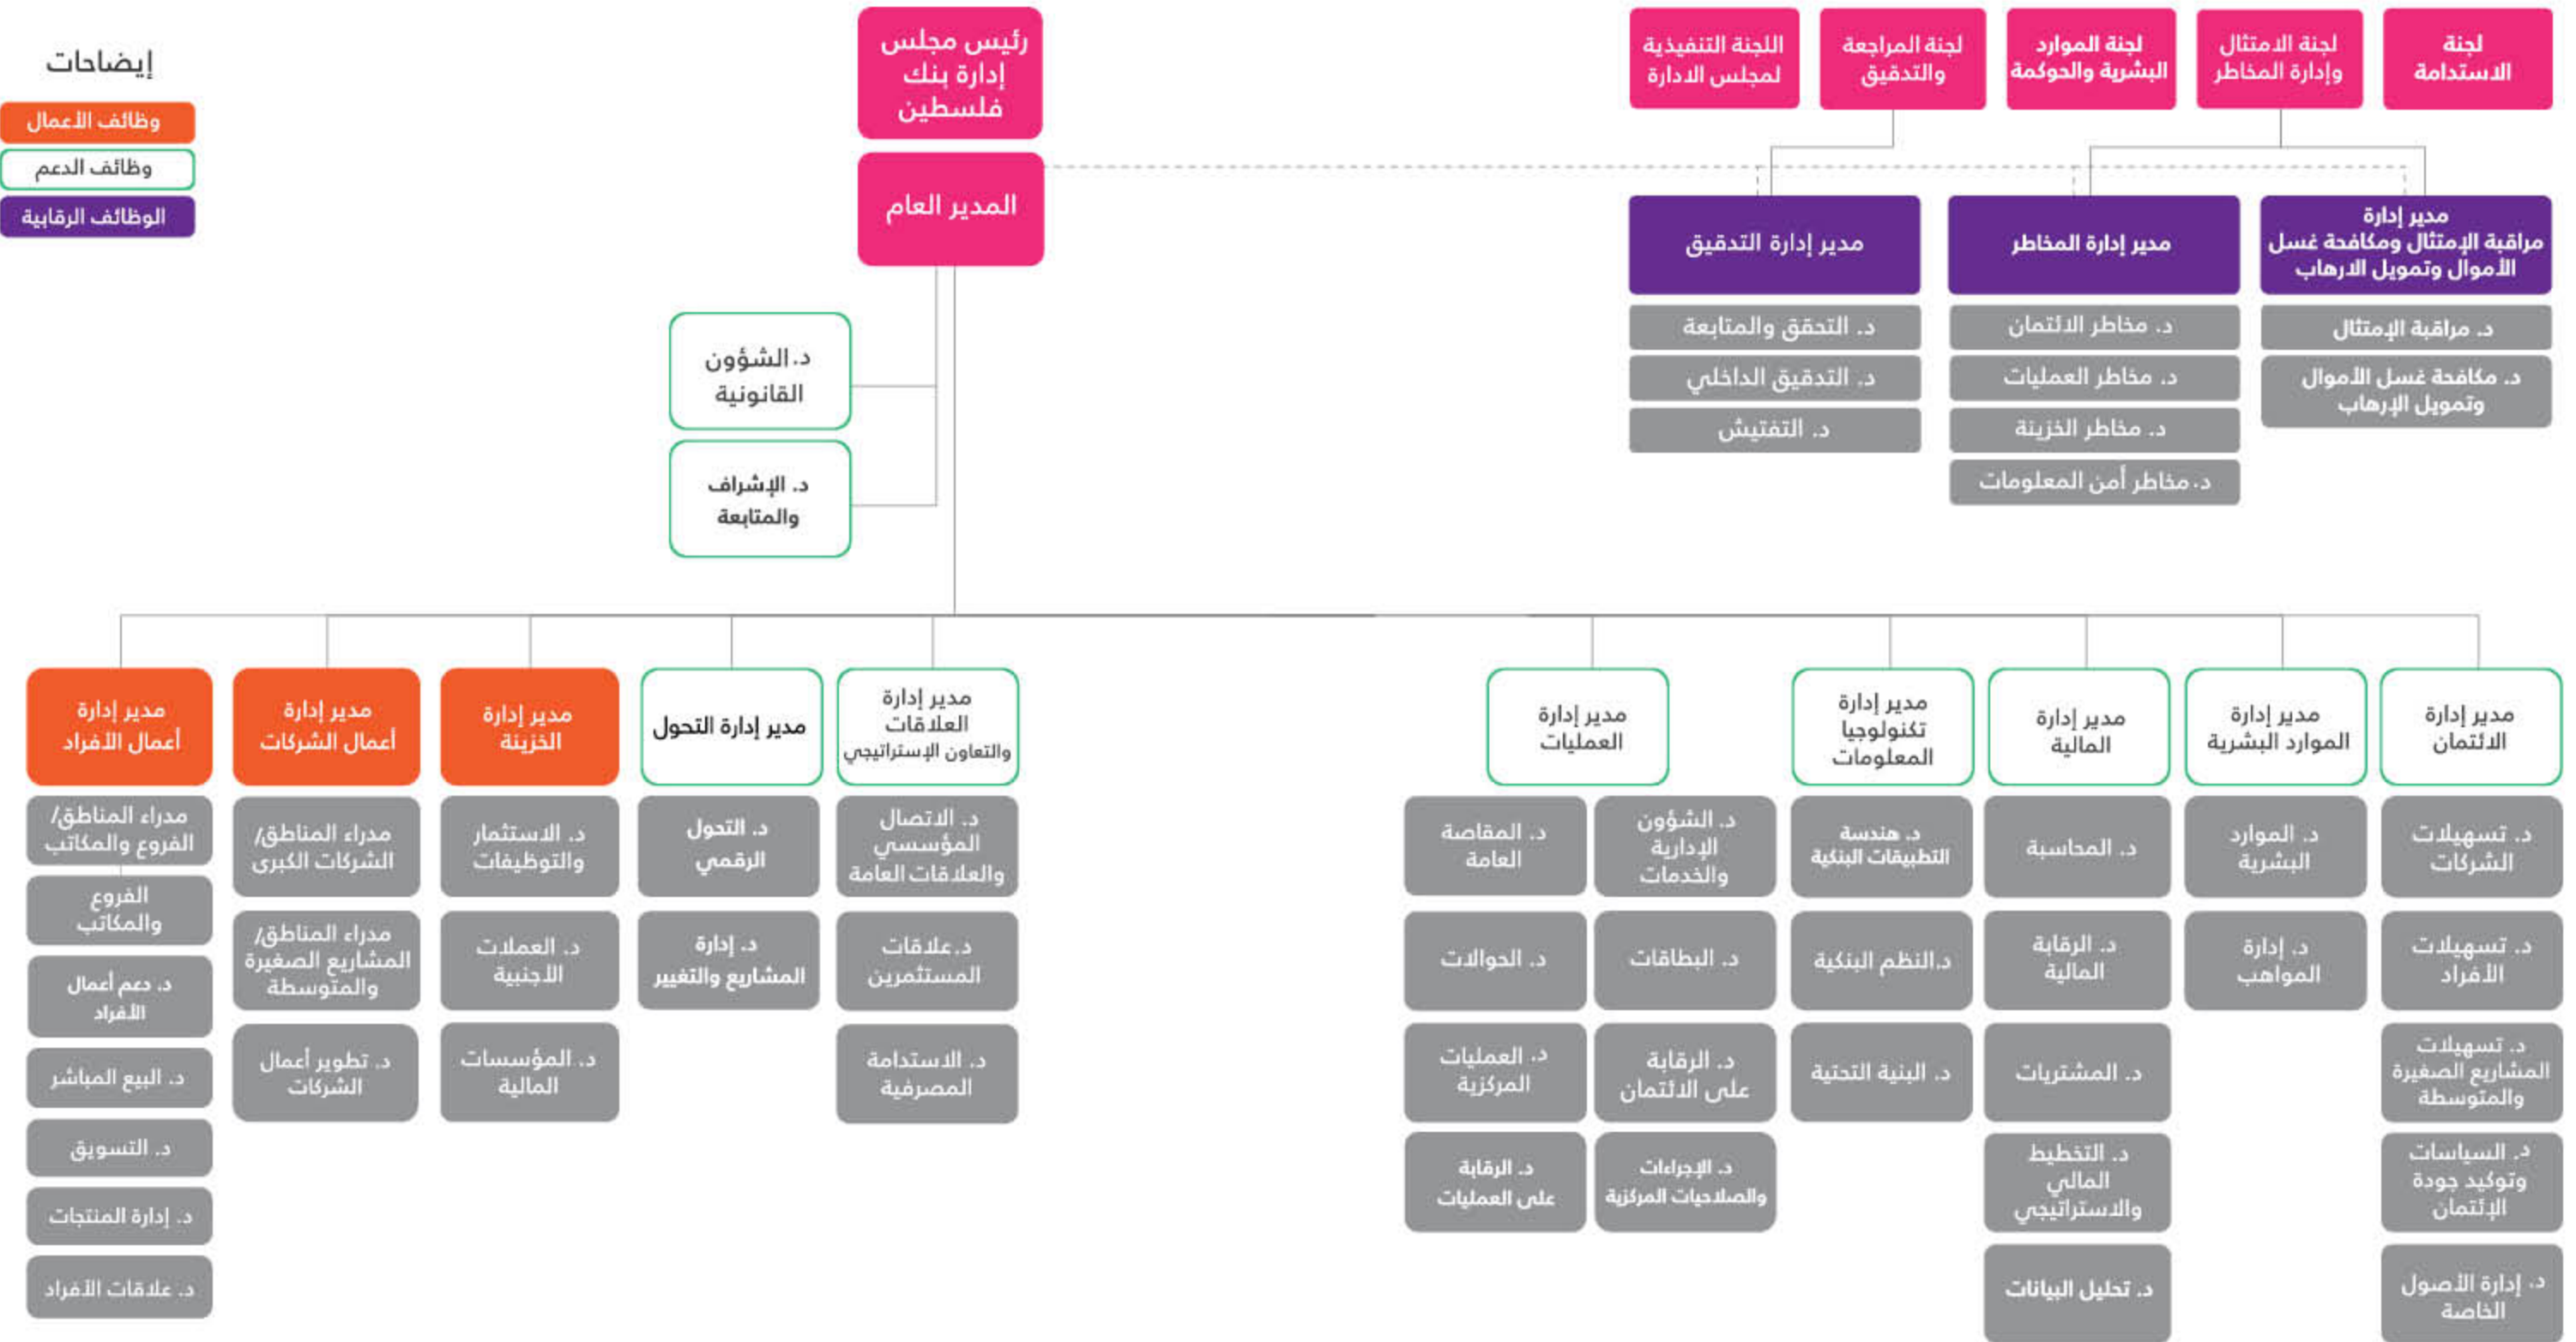 لجنة
الاستدامة
لجنة الامتثال
وإدارة المخاطر
لجنة الموارد
البشرية والحوكمة
لجنة المراجعة
والتدقيق
اللجنة التنفيذية
لمجلس الادارة
رئيس مجلس
إدارة بنك
فلسطين
إيضاحات
وظائف الأعمال
وظائف الدعم
الوظائف الرقابية
المدير العام
مدير إدارة
مراقبة الإمتثال ومكافحة غسل
الأموال وتمويل الارهاب
د. مراقبة الإمتثال
د. مكافحة غسل الأموال
وتمويل الإرهاب
مدير إدارة المخاطر
د. مخاطر الائتمان
د. مخاطر العمليات
د. مخاطر الخزينة
د. مخاطر أمن المعلومات
مدير إدارة التدقيق
د. التحقق والمتابعة
د. التدقيق الداخلي
د. التفتيش
د. الشؤون
القانونية
د. الإشراف
والمتابعة
مدير إدارة
الائتمان
د. تسهيلات
الشركات
د. تسهيلات
الأفراد
د. تسهيلات
المشاريع الصغيرة
والمتوسطة
د. السياسات
وتوكيد جودة
الإئتمان
د. إدارة الأصول
الخاصة
مدير إدارة
الموارد البشرية
د. الموارد
البشرية
د. إدارة
المواهب
مدير إدارة
المالية
د. المحاسبة
د. الرقابة
المالية
د. المشتريات
د. التخطيط
المالي
والاستراتيجي
د. تحليل البيانات
مدير إدارة
تكنولوجيا
المعلومات
د. هندسة
التطبيقات البنكية
د.النظم البنكية
د. البنية التحتية
مدير إدارة
العمليات
د. الشؤون
الإدارية
والخدمات
د. البطاقات
د. الرقابة
على الائتمان
د. الإجراءات
والصلاحيات المركزية
د. المقاصة
العامة
د. الحوالات
د. العمليات
المركزية
د. الرقابة
على العمليات
مدير إدارة
العلاقات
والتعاون الإستراتيجي
د. الاتصال
المؤسسي
والعلاقات العامة
د.علاقات
المستثمرين
د. الاستدامة
المصرفية
مدير إدارة التحول
د. التحول
الرقمي
د. إدارة
المشاريع والتغيير
مدير إدارة
الخزينة
د. الاستثمار
والتوظيفات
د. العملات
الأجنبية
د. المؤسسات
المالية
مدير إدارة
أعمال الشركات
مدراء المناطق/
الشركات الكبرى
مدراء المناطق/
المشاريع الصغيرة
والمتوسطة
د. تطوير أعمال
الشركات
مدير إدارة
أعمال الأفراد
مدراء المناطق/
الفروع والمكاتب
الفروع
والمكاتب
د. دعم أعمال
الأفراد
د. البيع المباشر
د. التسويق
د. إدارة المنتجات
د. علاقات الأفراد